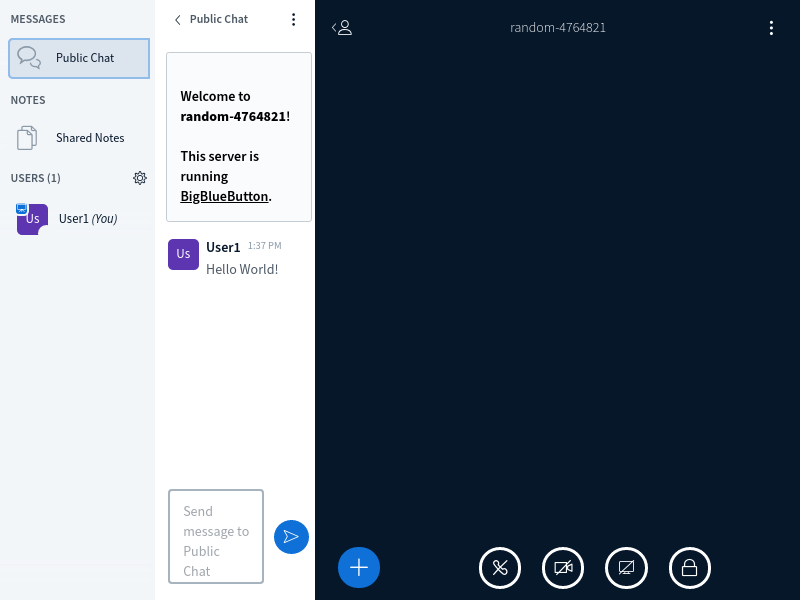 MESSAGES
Public Chat
NOTES
Shared Notes
USERS (1)
Us
User1 (You)
Public Chat
Welcome to
random-4764821!
This server is
running
BigBlueButton.
Us
User1 1:37 PM
Hello World!
Send
message to
Public
Chat
random-4764821